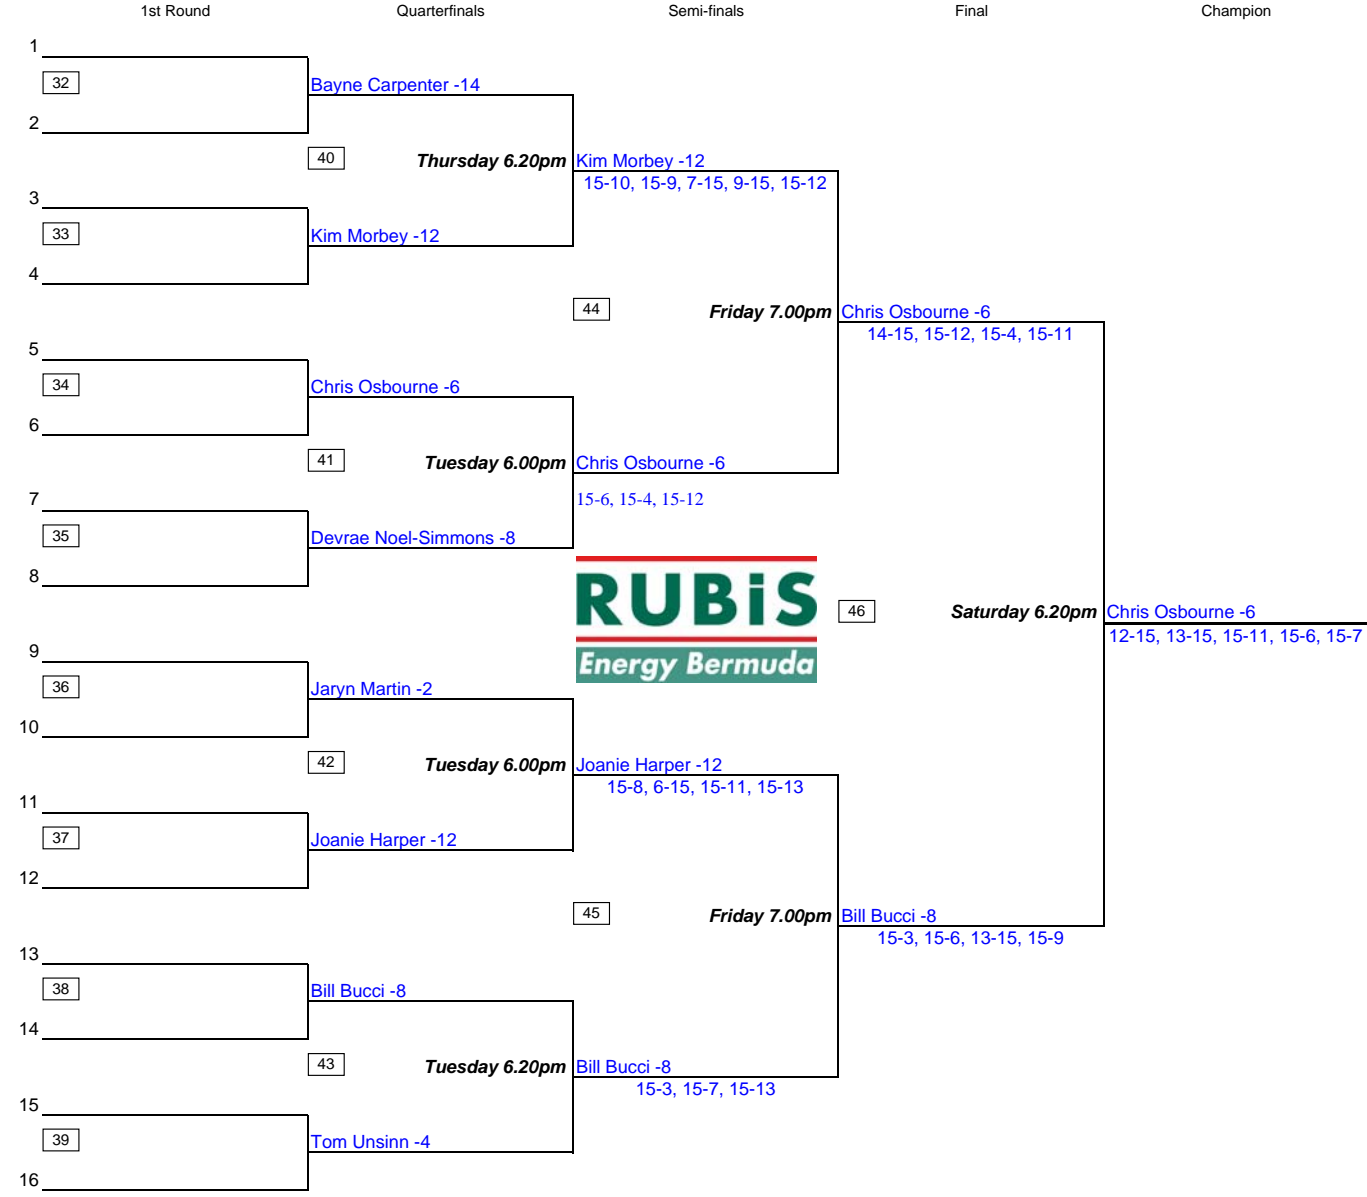 1st Round Quarterfinals Semi-finals Final Champion
1
32 Bayne Carpenter -14
2
40 Thursday 6.20pm Kim Morbey -12
15-10, 15-9, 7-15, 9-15, 15-12
3
33 Kim Morbey -12
4
44 Friday 7.00pm Chris Osbourne -6
14-15, 15-12, 15-4, 15-11
5
34 Chris Osbourne -6
6
41 Tuesday 6.00pm Chris Osbourne -6
7 15-6, 15-4, 15-12
35 Devrae Noel-Simmons -8
8
RUBiS
46 Saturday 6.20pm Chris Osbourne -6
12-15, 13-15, 15-11, 15-6, 15-7
Energy Bermuda
9
36 Jaryn Martin -2
10
42 Tuesday 6.00pm Joanie Harper -12
15-8, 6-15, 15-11, 15-13
11
37 Joanie Harper -12
12
45 Friday 7.00pm Bill Bucci -8
15-3, 15-6, 13-15, 15-9
13
38 Bill Bucci -8
14
43 Tuesday 6.20pm Bill Bucci -8
15-3, 15-7, 15-13
15
39 Tom Unsinn -4
16